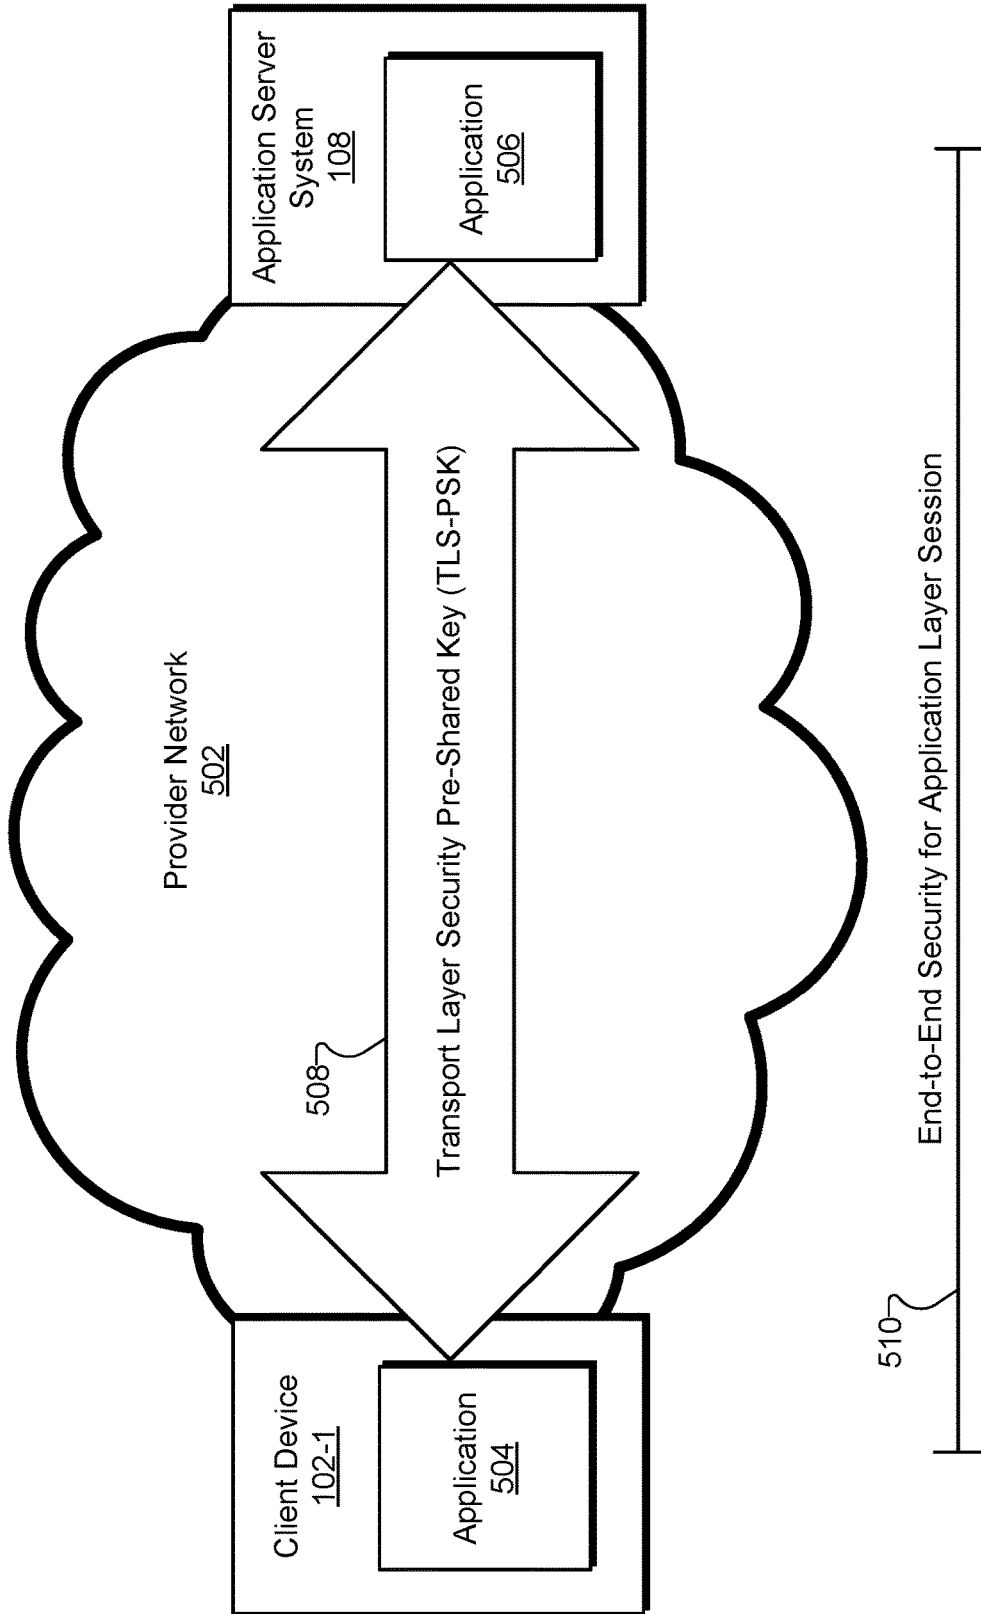 Provider Network
502
Client Device
102-1
Application
504
508
Transport Layer Security Pre-Shared Key (TLS-PSK)
Application Server
System
108
Application
506
510
End-to-End Security for Application Layer Session